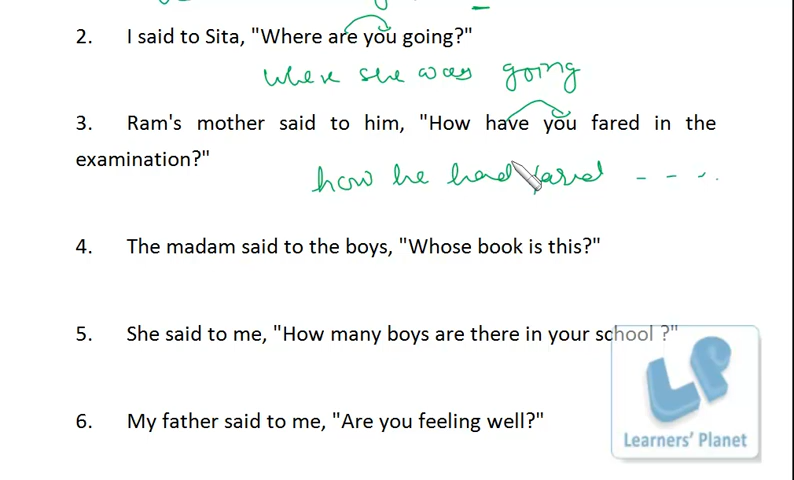 2. I said to Sita, "Where are you going?"
where she was going
3. Ram's mother said to him, "How have you fared in the
examination?"
how he had fared - - - .
4. The madam said to the boys, "Whose book is this?"
5. She said to me, "How many boys are there in your school ?"
6. My father said to me, "Are you feeling well?"
LP
Learners' Planet